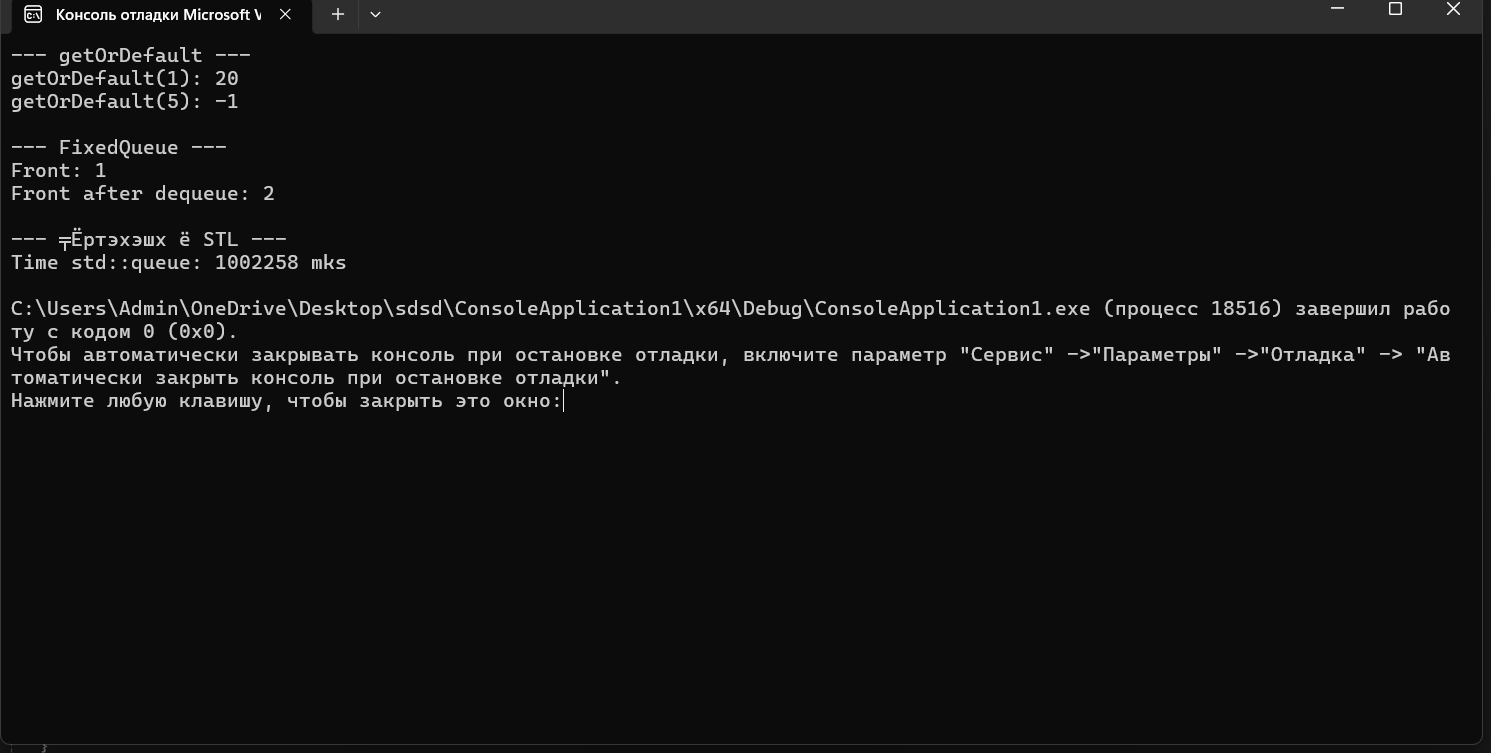 Консоль отладки Microsoft V
--- getOrDefault ---
getOrDefault(1): 20
getOrDefault(5): -1
--- FixedQueue ---
Front: 1
Front after dequeue: 2
--- ╤Ёртэхэшх ё STL ---
Time std::queue: 1002258 mks
C:\Users\Admin\OneDrive\Desktop\sdsd\ConsoleApplication1\x64\Debug\ConsoleApplication1.exe (процесс 18516) завершил рабо
ту с кодом 0 (0x0).
Чтобы автоматически закрывать консоль при остановке отладки, включите параметр "Сервис" ->"Параметры" ->"Отладка" -> "Ав
томатически закрыть консоль при остановке отладки".
Нажмите любую клавишу, чтобы закрыть это окно:
}